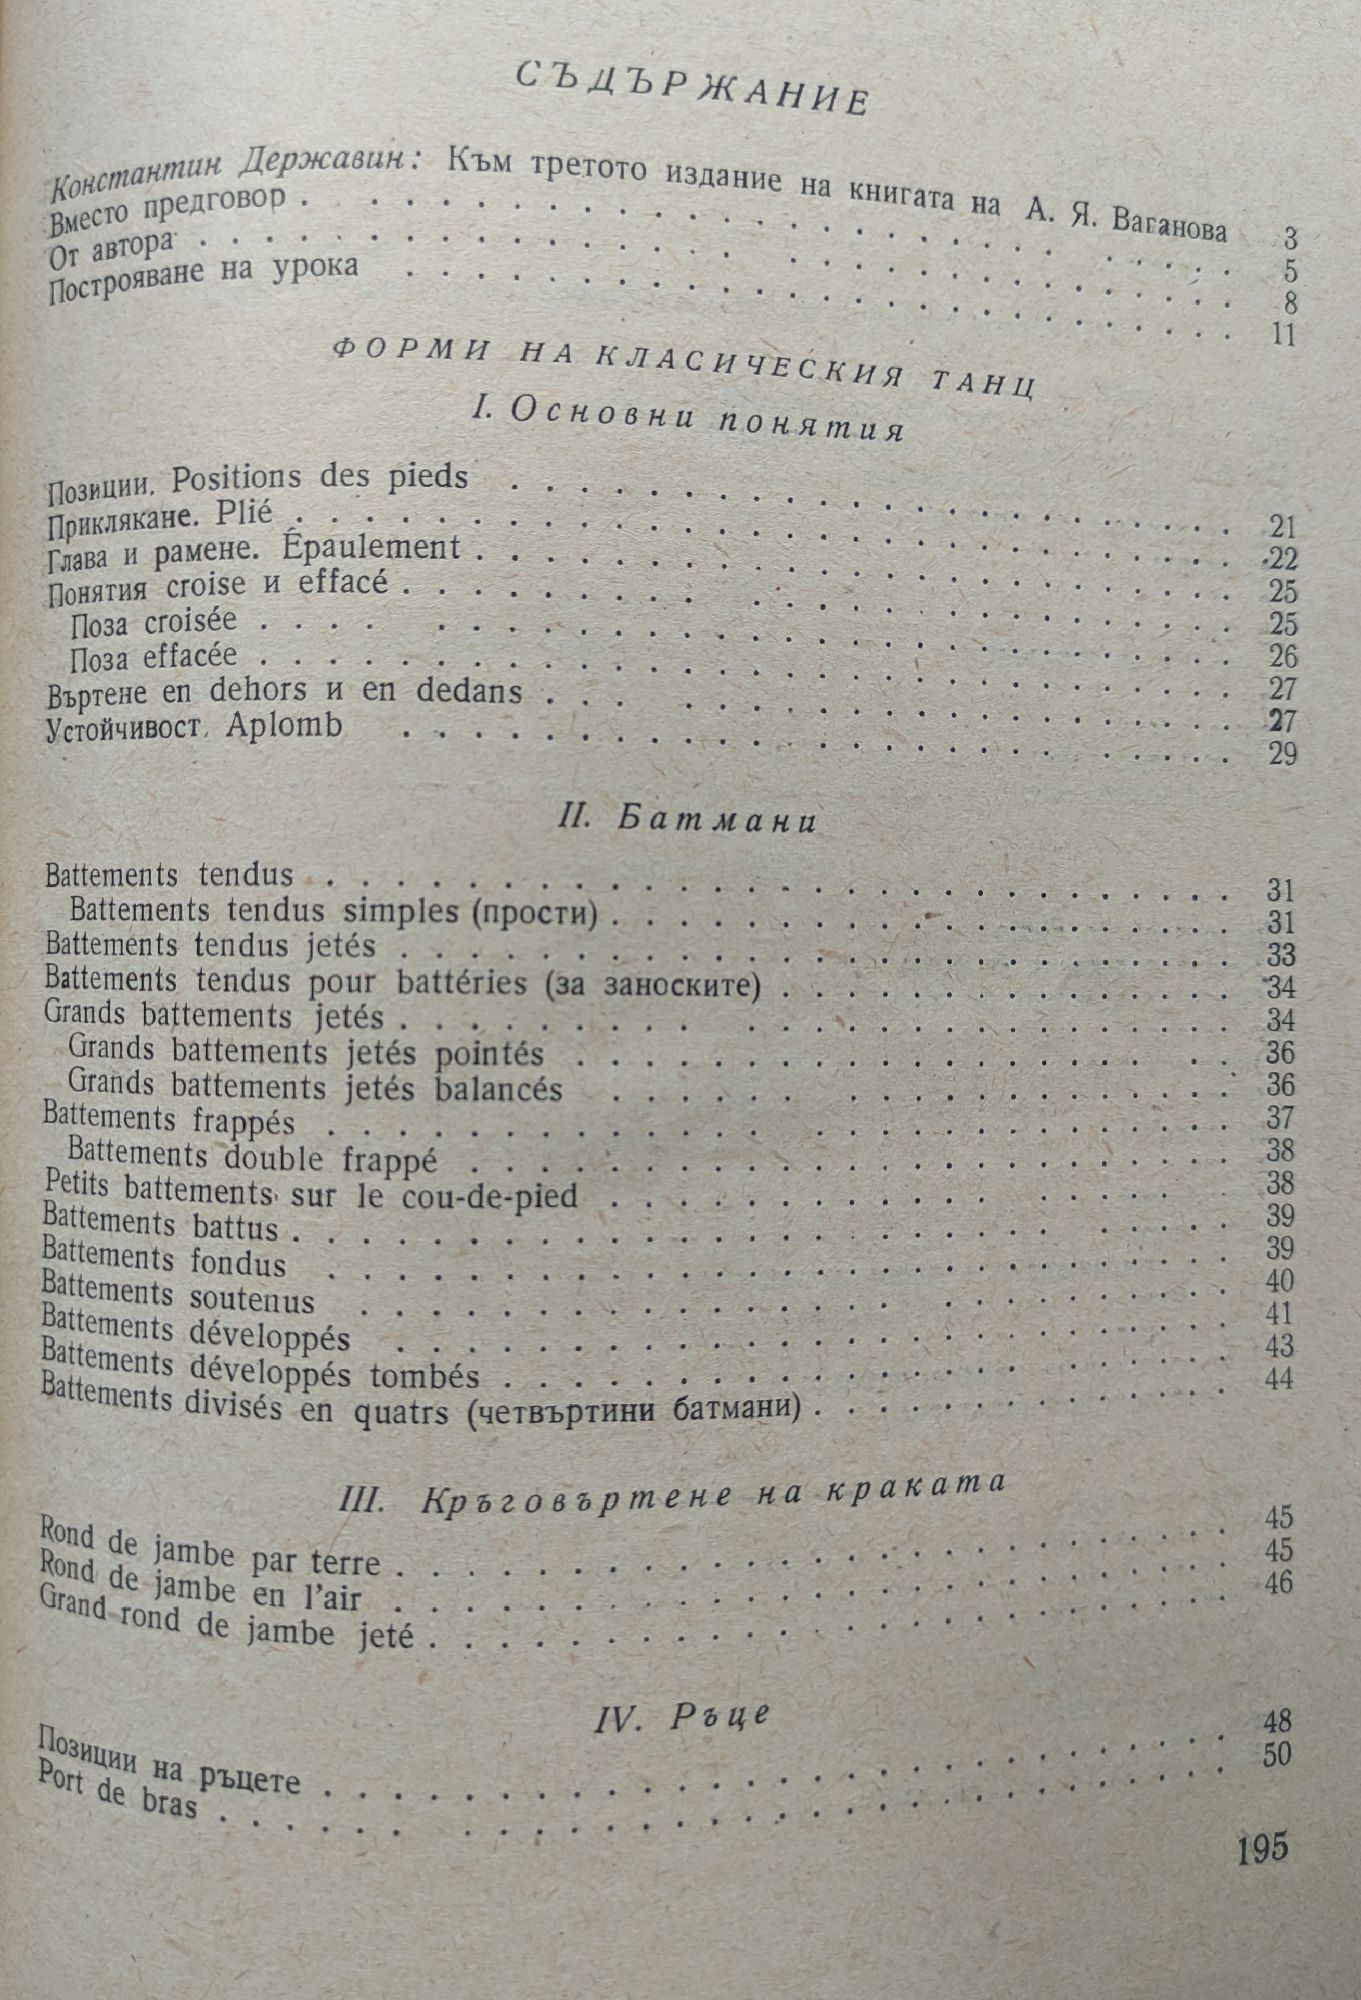 СЪДЪРЖАНИЕ
Константин Державин: Към третото издание на книгата на А. Я. Ваганова 3
Вместо предговор 5
От автора 8
Построяване на урока 11
ФОРМИ НА КЛАСИЧЕСКИЯ ТАНЦ
I. Основни понятия
Позиции. Positions des pieds 21
Приклякане. Plié 22
Глава и рамене. Épaulement 25
Понятия croise и effacé 25
Поза croisée 26
Поза effacée 27
Въртене en dehors и en dedans 27
Устойчивост. Aplomb 29
II. Батмани
Battements tendus 31
Battements tendus simples (прости) 31
Battements tendus jetés 33
Battements tendus pour battéries (за заноските) 34
Grands battements jetés 34
Grands battements jetés pointés 36
Grands battements jetés balancés 36
Battements frappés 37
Battements double frappé 38
Petits battements sur le cou-de-pied 38
Battements battus 39
Battements fondus 39
Battements soutenus 40
Battements développés 41
Battements développés tombés 43
Battements divisés en quatrs (четвъртини батмани) 44
III. Кръговъртене на краката
Rond de jambe par terre 45
Rond de jambe en l'air 45
Grand rond de jambe jeté 46
IV. Ръце
Позиции на ръцете 48
Port de bras 50
195